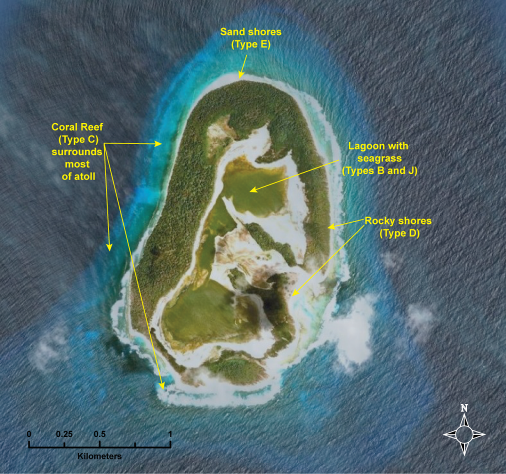 Sand shores
(Type E)
Coral Reef
(Type C)
surrounds
most
of atoll
Lagoon with
seagrass
(Types B and J)
Rocky shores
(Type D)
N
0 0.25 0.5 1
Kilometers